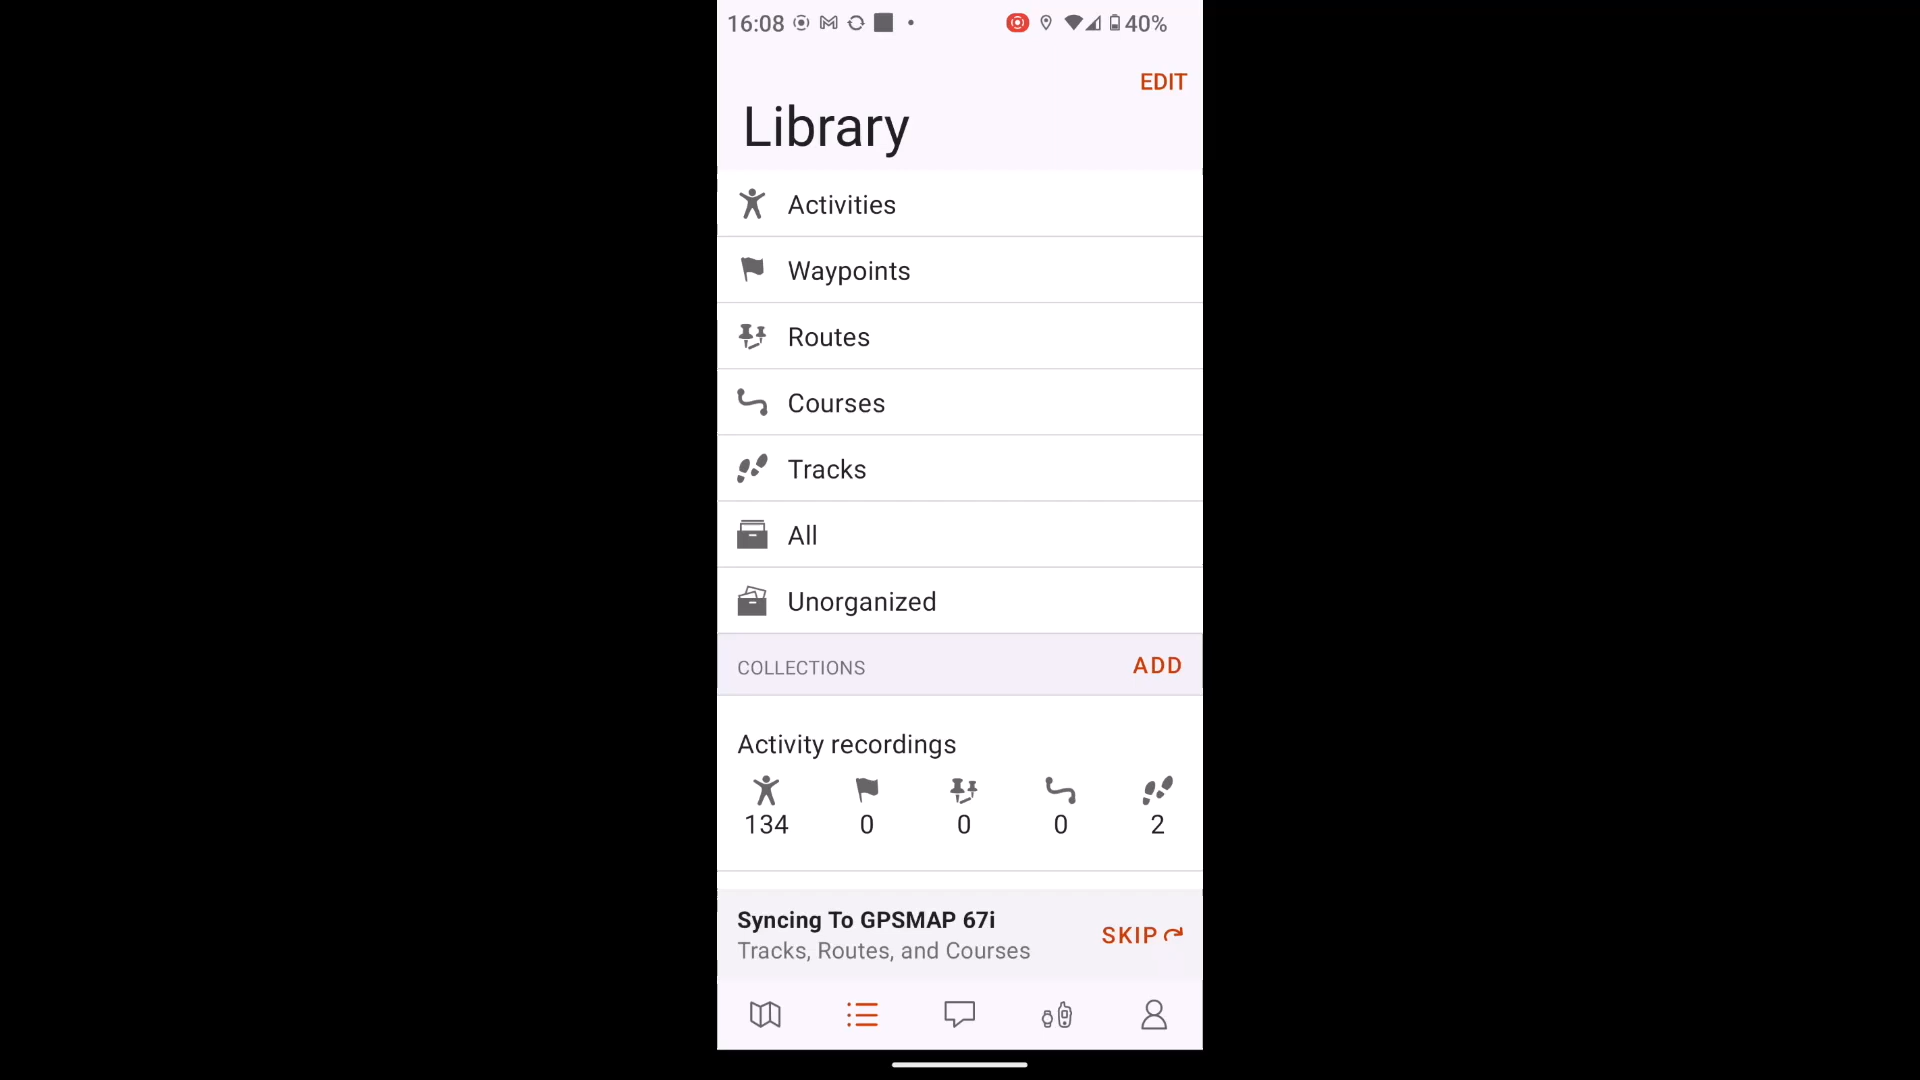 16:08 40%
EDIT
Library
Activities
Waypoints
Routes
Courses
Tracks
All
Unorganized
COLLECTIONS ADD
Activity recordings
134 0 0 0 2
Syncing To GPSMAP 67i
Tracks, Routes, and Courses
SKIP